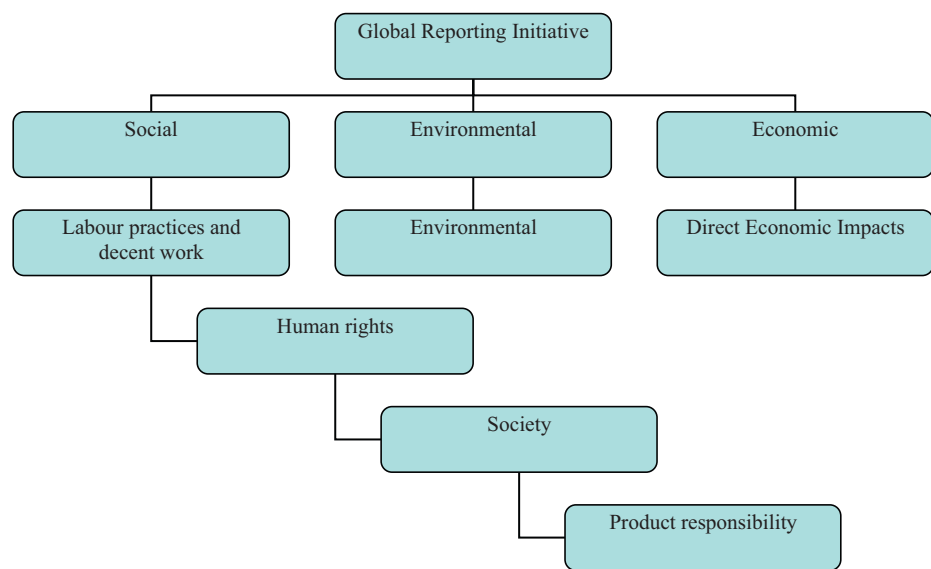 Global Reporting Initiative
Social
Environmental
Economic
Labour practices and
decent work
Environmental
Direct Economic Impacts
Human rights
Society
Product responsibility